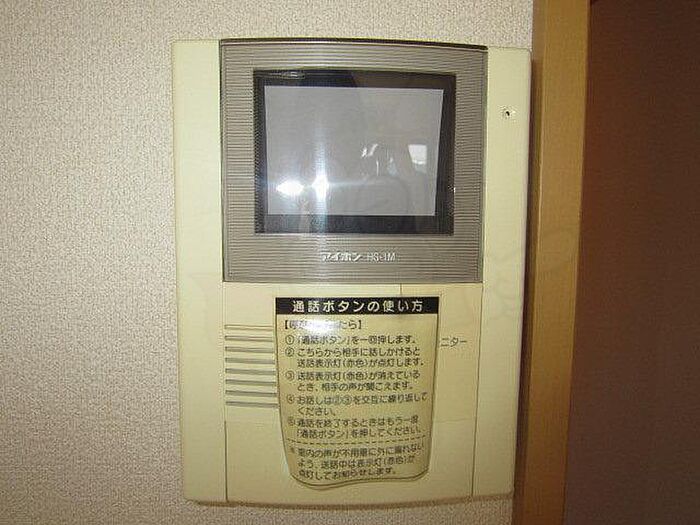 アイホン HS-1M
通話ボタンの使い方
ニター
①「通話ボタン」を一回押します。
②こちらから相手に話しかけると
送話表示灯(赤色)が点灯します。
③送話表示灯(赤色)が消えている
とき、相手の声が聞こえます。
④お話しは②③を交互に繰り返して
ください。
⑤通話を終了するときはもう一度
「通話ボタン」を押してください。
※室内の声が不用意に外に漏れない
よう、送話中は表示灯(赤色)が
点灯してお知らせします。